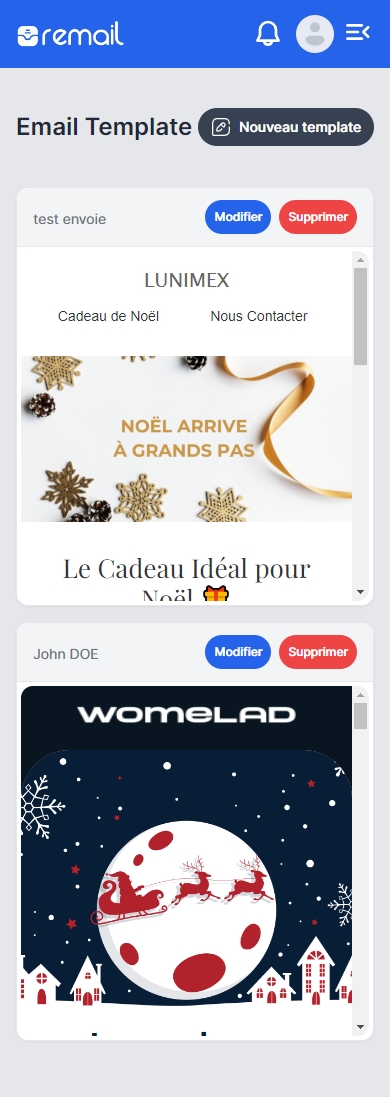 remail
Email Template
Nouveau template
test envoie
Modifier
Supprimer
LUNIMEX
Cadeau de Noël
Nous Contacter
NOËL ARRIVE
À GRANDS PAS
Le Cadeau Idéal pour
Noël 🎁
John DOE
Modifier
Supprimer
WOMELAD